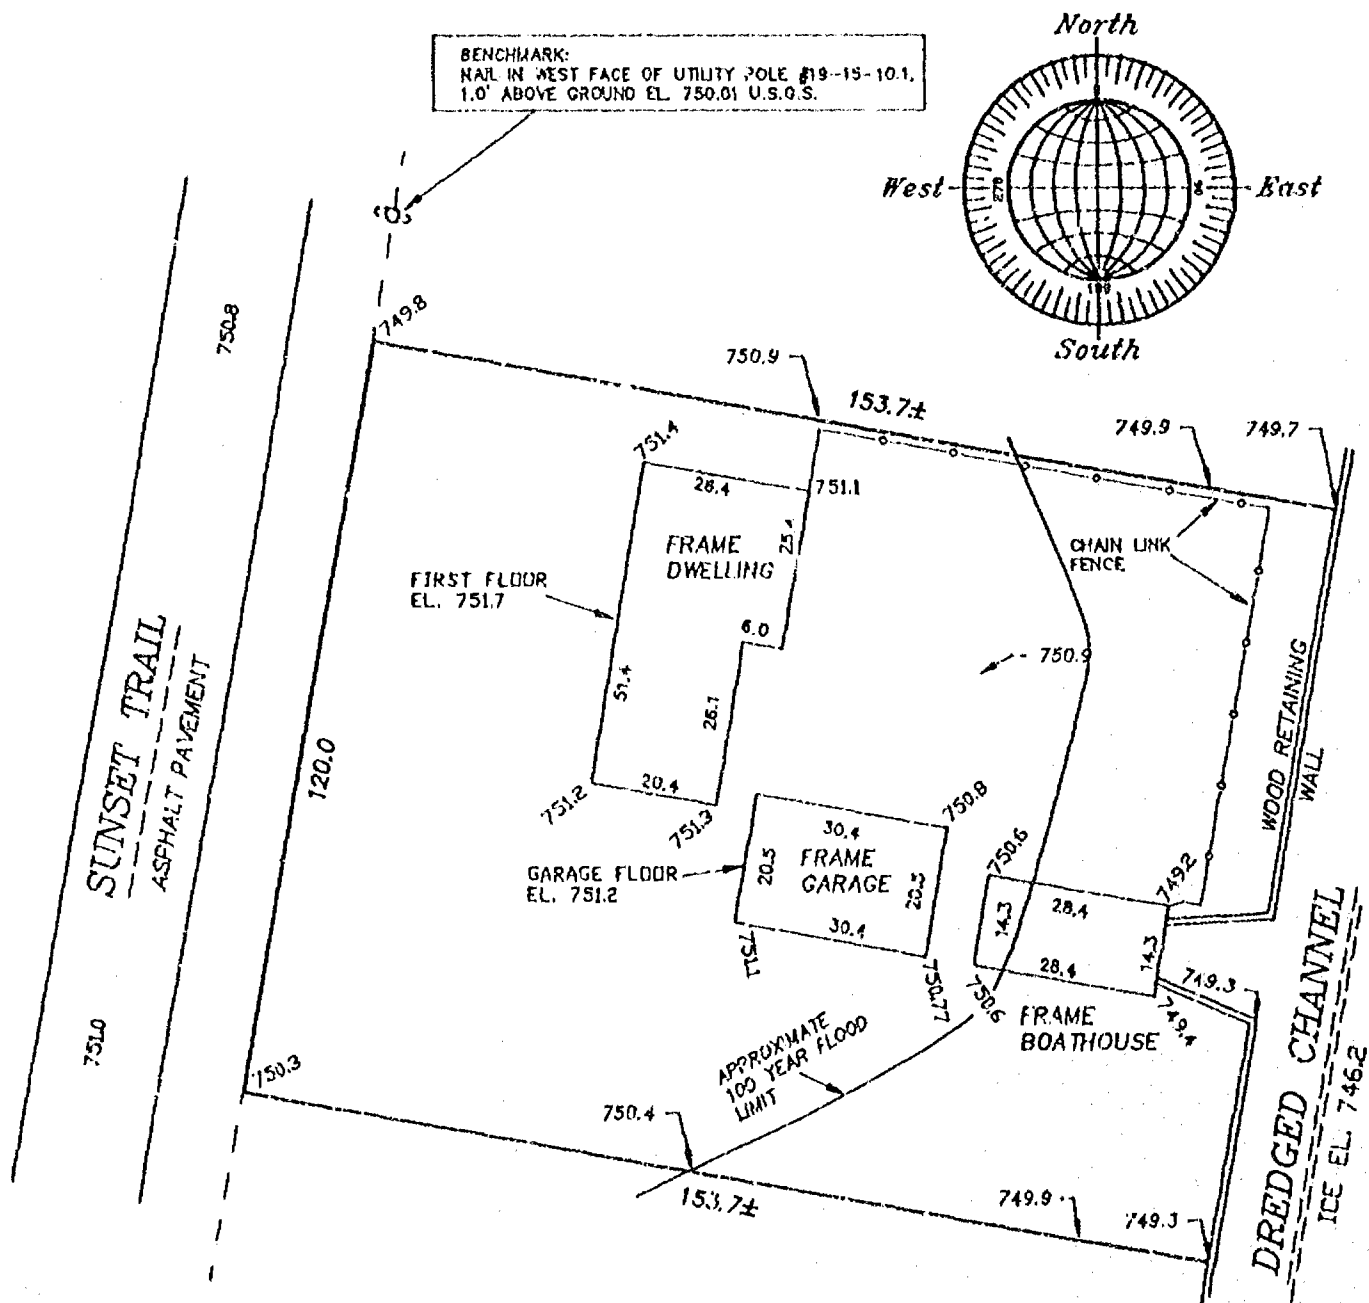 North
BENCHMARK:
NAIL IN WEST FACE OF UTILITY POLE #19-15-10.1,
1.0' ABOVE GROUND EL. 750.01 U.S.G.S.
West
East
270
90
180
South
749.8
750.8
750.9
153.7±
749.9
749.7
751.4
28.4
751.1
25.4
FRAME
DWELLING
CHAIN LINK
FENCE
FIRST FLOOR
EL. 751.7
6.0
750.9
51.4
26.1
SUNSET TRAIL
ASPHALT PAVEMENT
120.0
WOOD RETAINING
WALL
751.2
20.4
751.3
30.4
750.8
FRAME
GARAGE
20.5
20.5
30.4
GARAGE FLOOR
EL. 751.2
750.6
749.2
28.4
14.3
14.3
28.4
751.1
750.77
750.6
749.3
749.4
FRAME
BOATHOUSE
751.0
750.3
APPROXIMATE
100 YEAR FLOOD
LIMIT
750.4
153.7±
749.9
749.3
DREDGED CHANNEL
ICE EL. 746.2